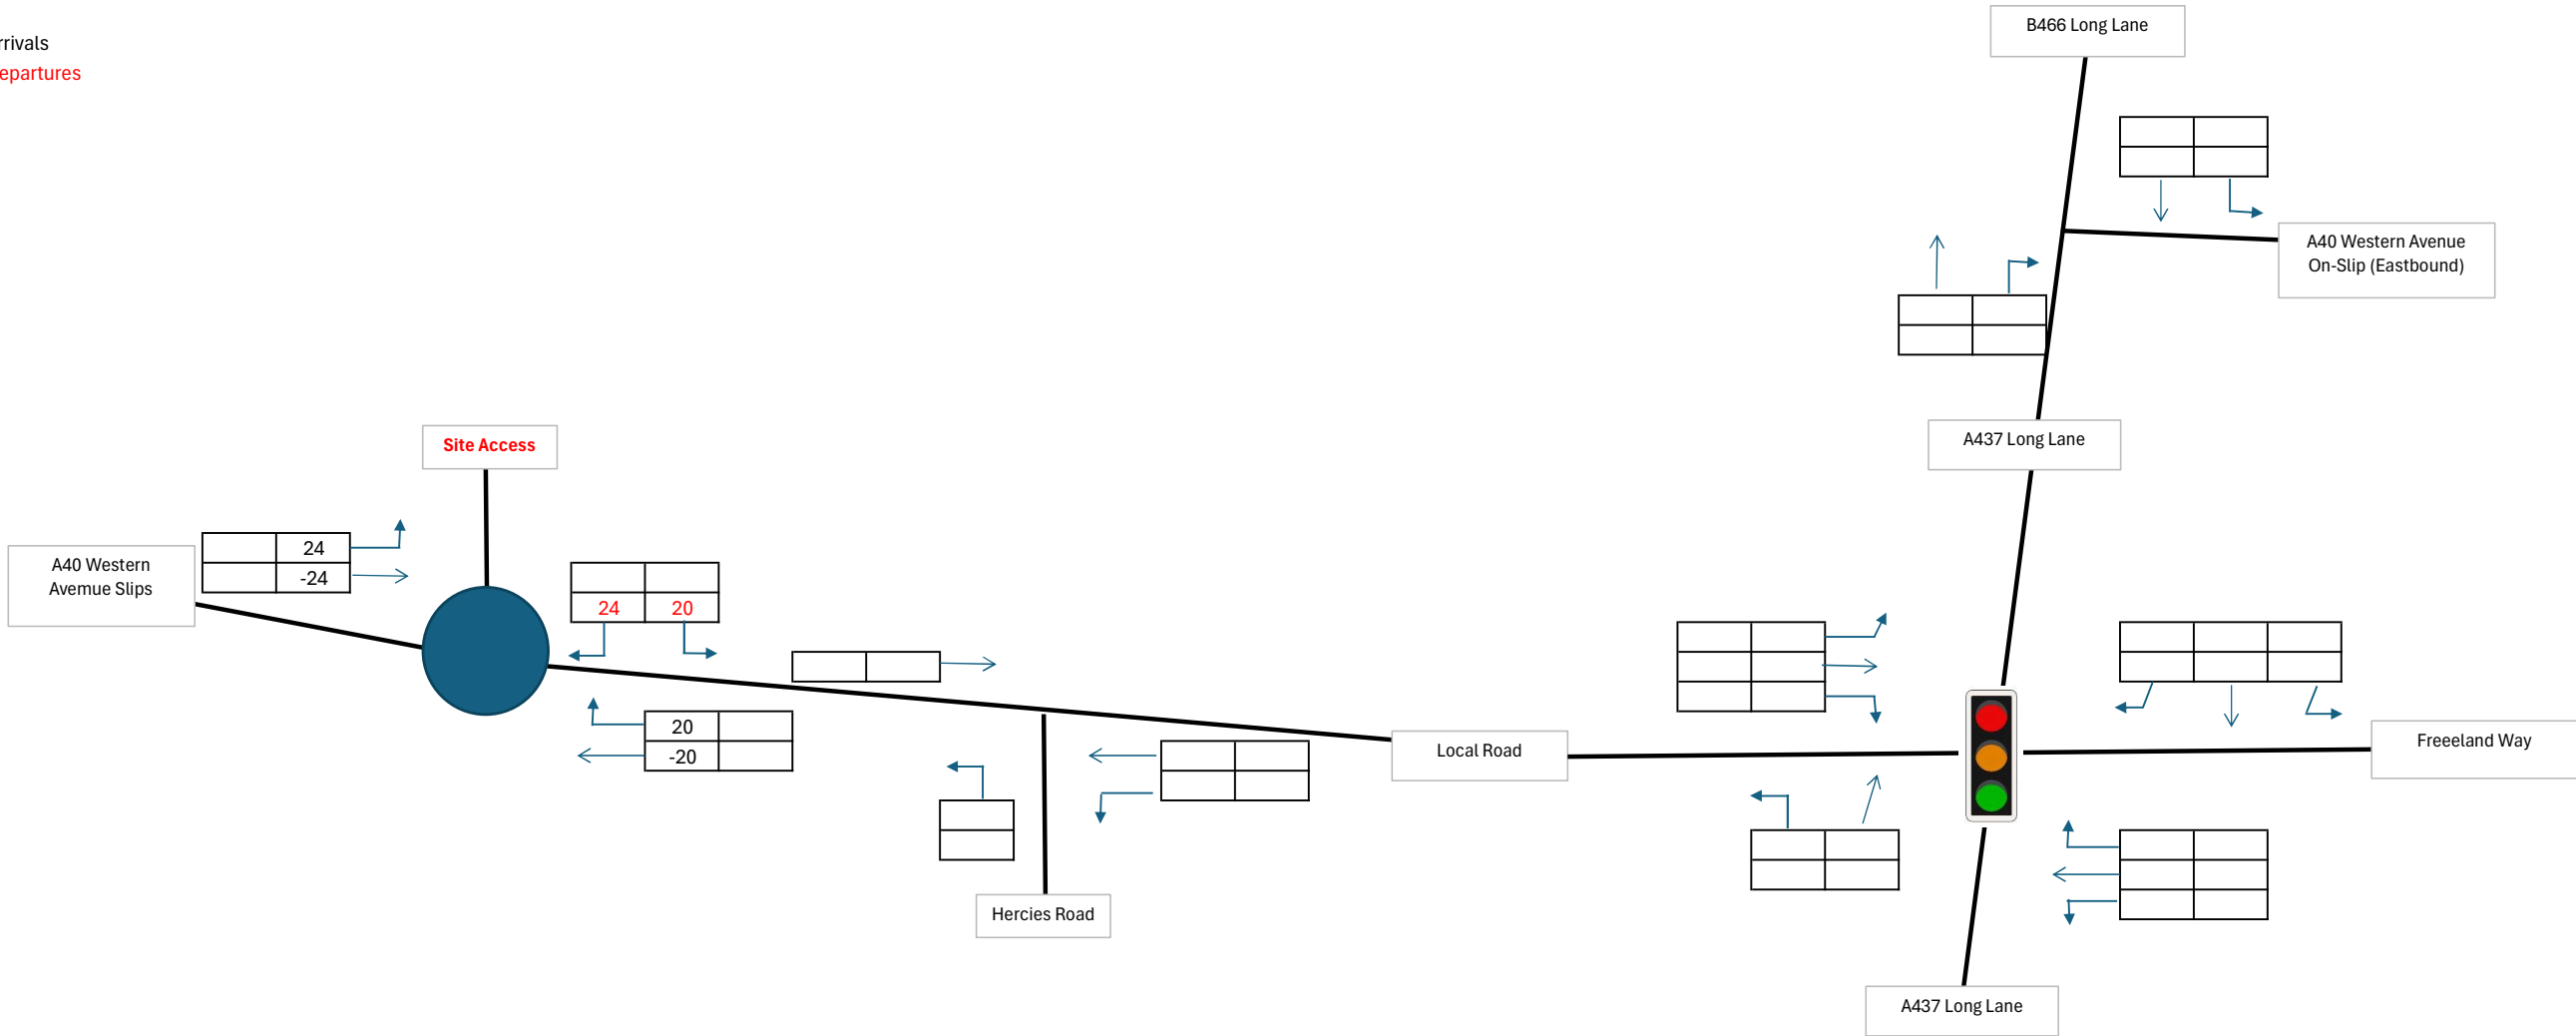 rrivals
epartures
B466 Long Lane
A40 Western Avenue
On-Slip (Eastbound)
A437 Long Lane
Site Access
A40 Western
Avemue Slips
24
-24
24 20
20
-20
Local Road
Freeeland Way
Hercies Road
A437 Long Lane